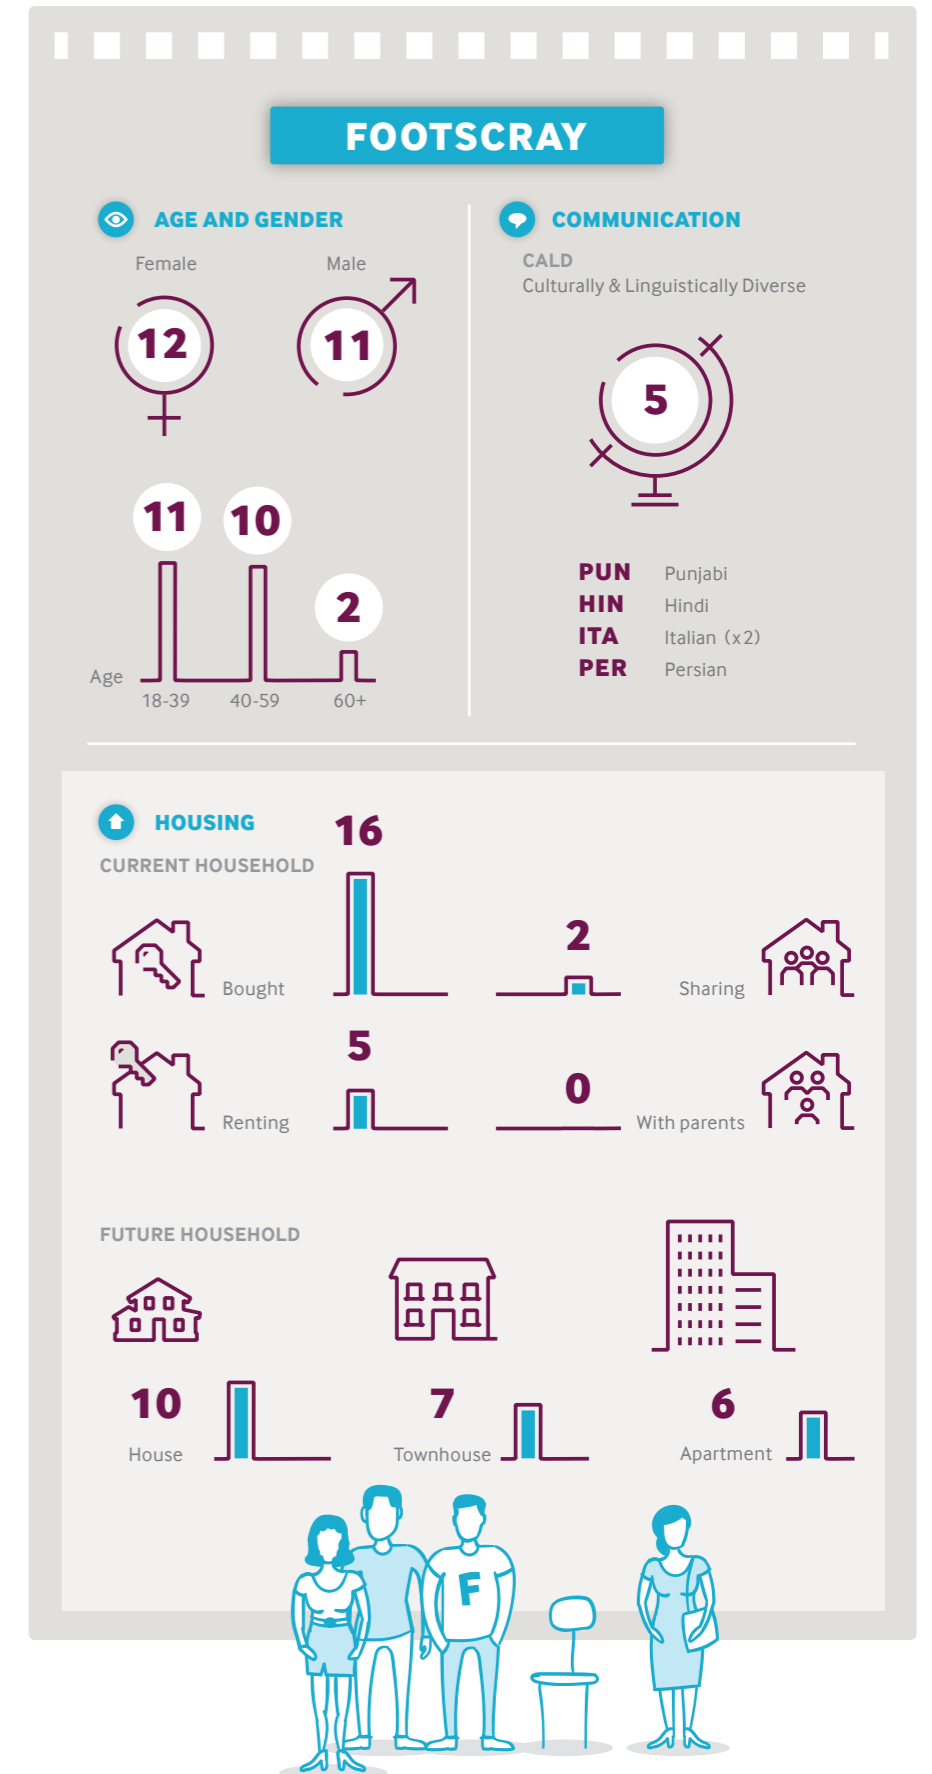 FOOTSCRAY
AGE AND GENDER
Female
Male
12
11
11
10
2
Age
18-39
40-59
60+
COMMUNICATION
CALD
Culturally & Linguistically Diverse
5
PUN Punjabi
HIN Hindi
ITA Italian (x2)
PER Persian
HOUSING
CURRENT HOUSEHOLD
16
Bought
2
Sharing
5
Renting
0
With parents
FUTURE HOUSEHOLD
10
House
7
Townhouse
6
Apartment
F